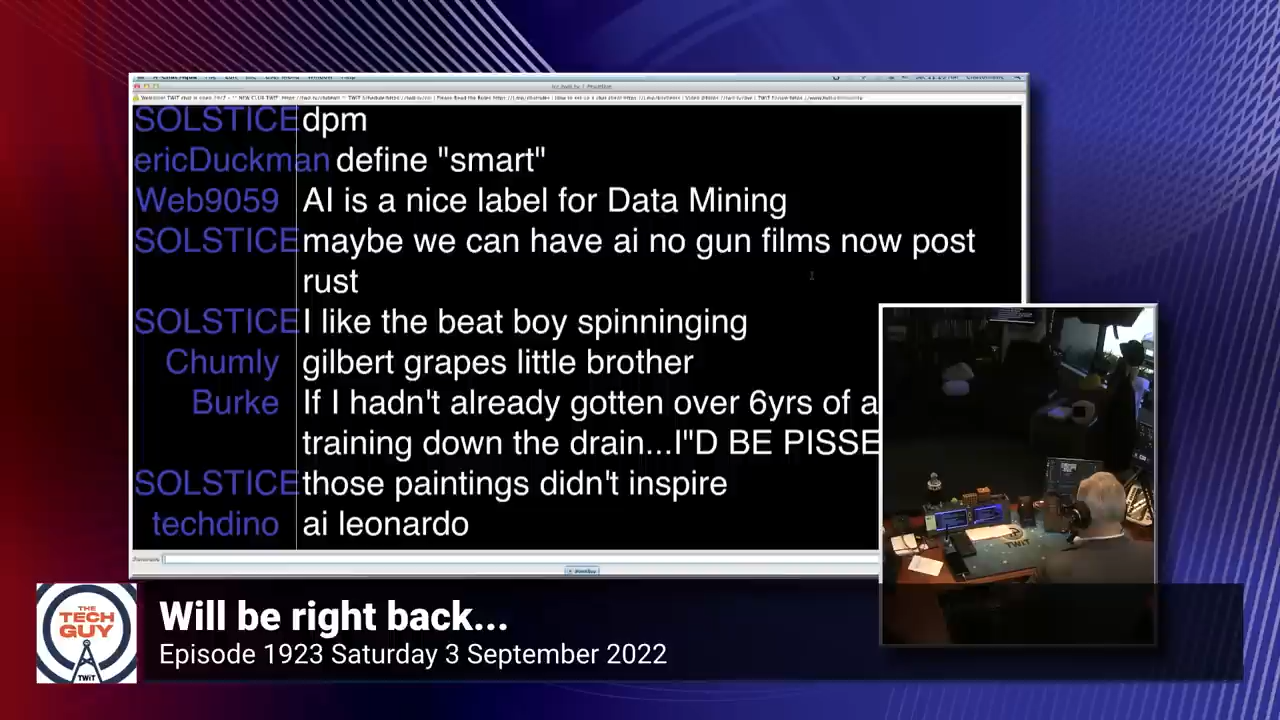 SOLSTICE dpm
ericDuckman define "smart"
Web9059 AI is a nice label for Data Mining
SOLSTICE maybe we can have ai no gun films now post
rust
SOLSTICE I like the beat boy spinninging
Chumly gilbert grapes little brother
Burke If I hadn't already gotten over 6yrs of a
training down the drain...I"D BE PISSE
SOLSTICE those paintings didn't inspire
techdino ai leonardo
THE
TECH
GUY
TWiT
Will be right back...
Episode 1923 Saturday 3 September 2022
TWiT